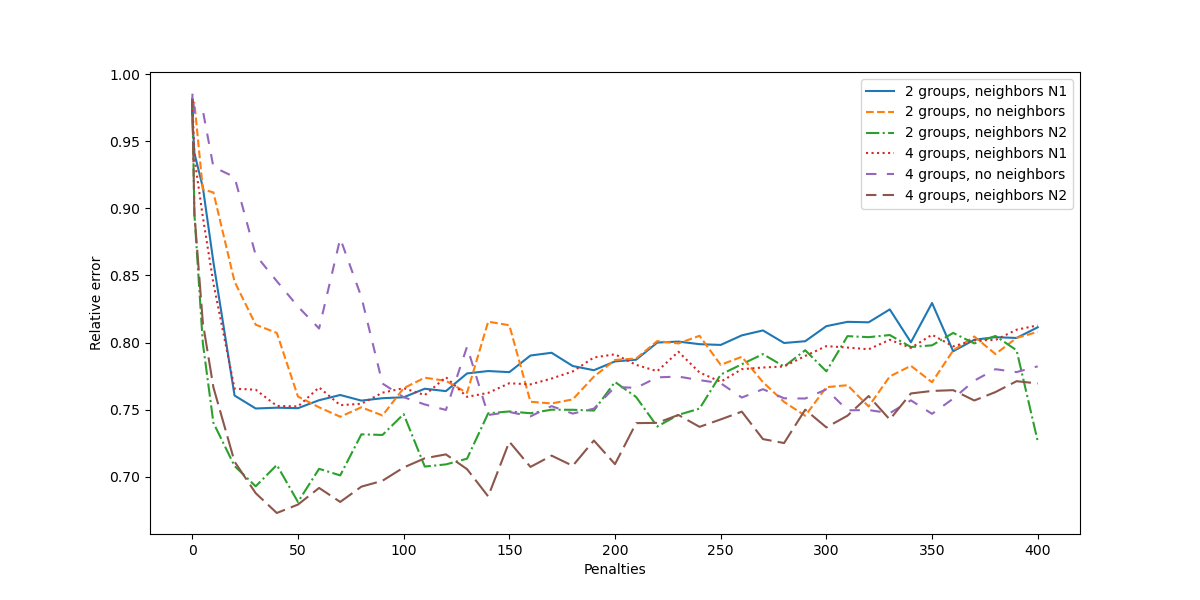 1.00
0.95
0.90
0.85
0.80
0.75
0.70
Relative error
0
50
100
150
200
250
300
350
400
Penalties
2 groups, neighbors N1
2 groups, no neighbors
2 groups, neighbors N2
4 groups, neighbors N1
4 groups, no neighbors
4 groups, neighbors N2